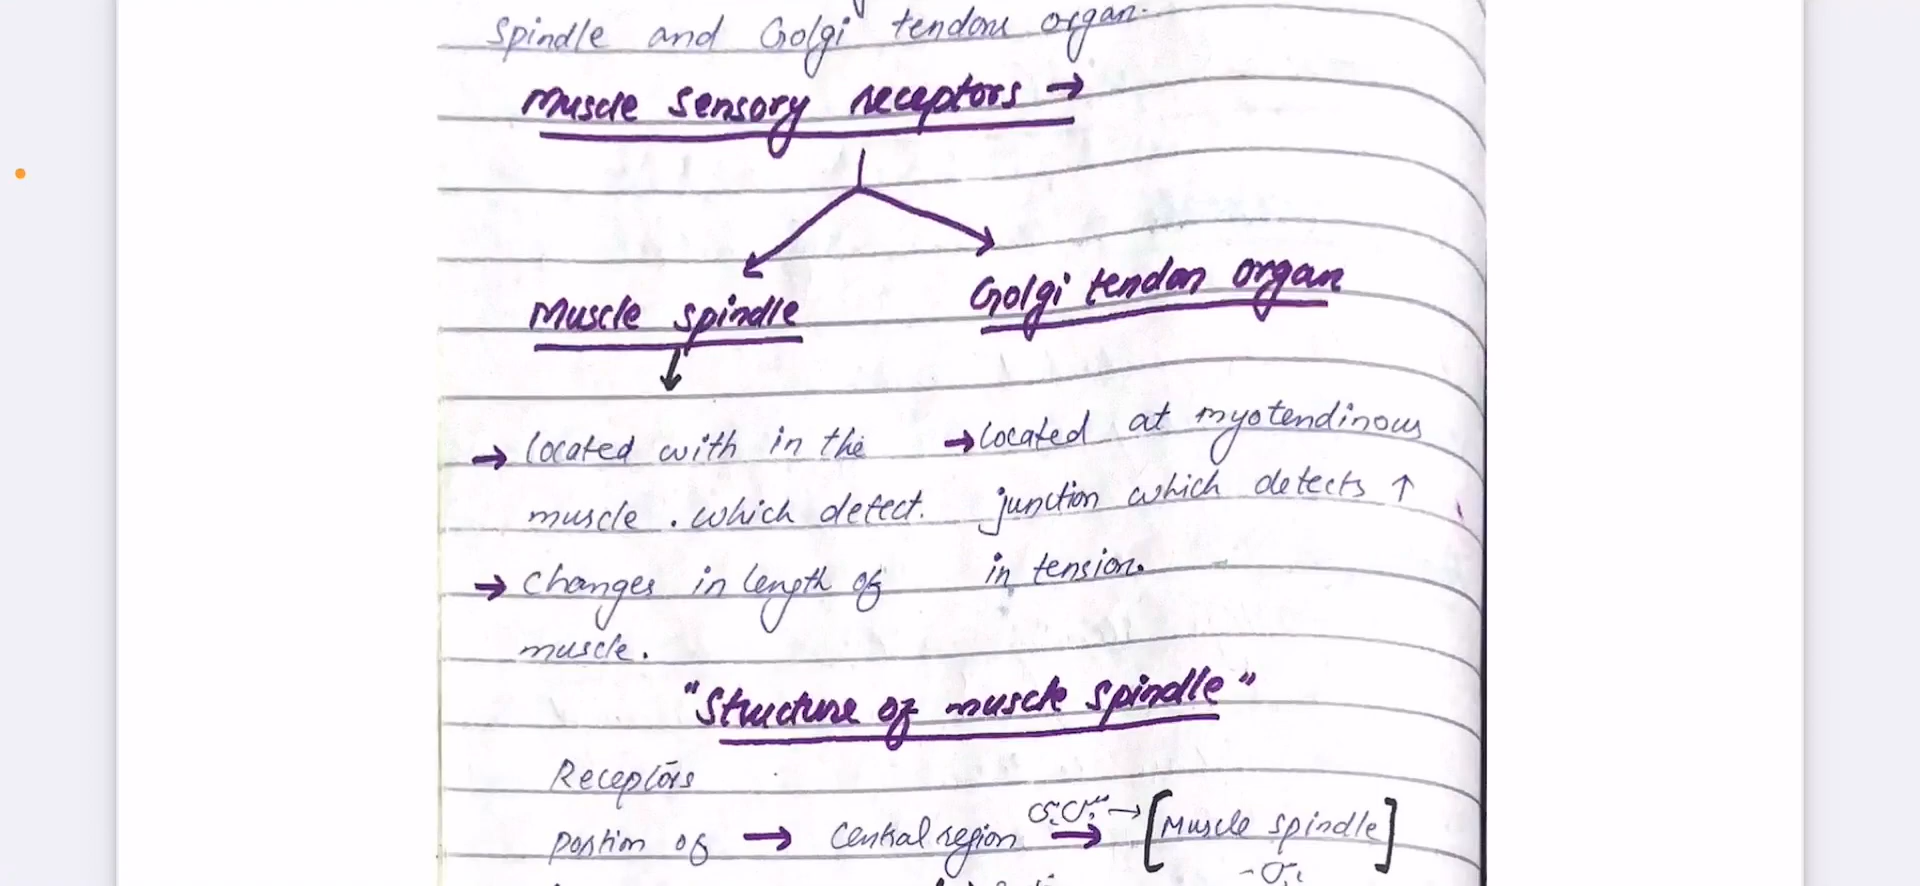 Spindle and Golgi tendon organ.
Muscle sensory receptors →
Muscle spindle
Golgi tendon organ
→ located with in the
muscle . which detect.
→ Changes in length of
muscle.
→ located at myotendinous
junction which detects ↑
in tension.
"Structure of muscle spindle"
Receptors
portion of → Central region → [Muscle spindle]